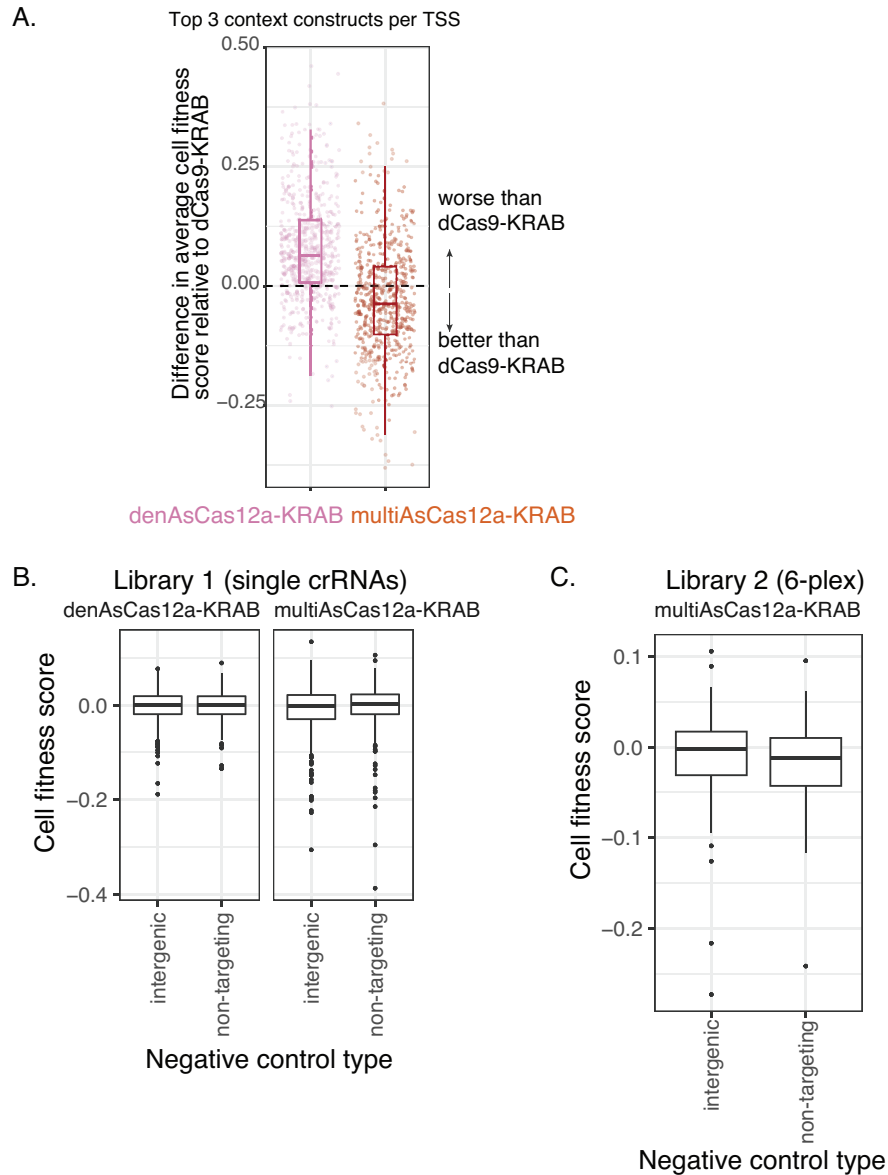 A.
Top 3 context constructs per TSS
Difference in average cell fitness
score relative to dCas9-KRAB
0.50
0.25
0.00
−0.25
worse than
dCas9-KRAB
better than
dCas9-KRAB
denAsCas12a-KRAB multiAsCas12a-KRAB
B.
Library 1 (single crRNAs)
denAsCas12a-KRAB multiAsCas12a-KRAB
Cell fitness score
0.0
−0.2
−0.4
intergenic
non-targeting
intergenic
non-targeting
Negative control type
C.
Library 2 (6-plex)
multiAsCas12a-KRAB
Cell fitness score
0.1
0.0
−0.1
−0.2
intergenic
non-targeting
Negative control type